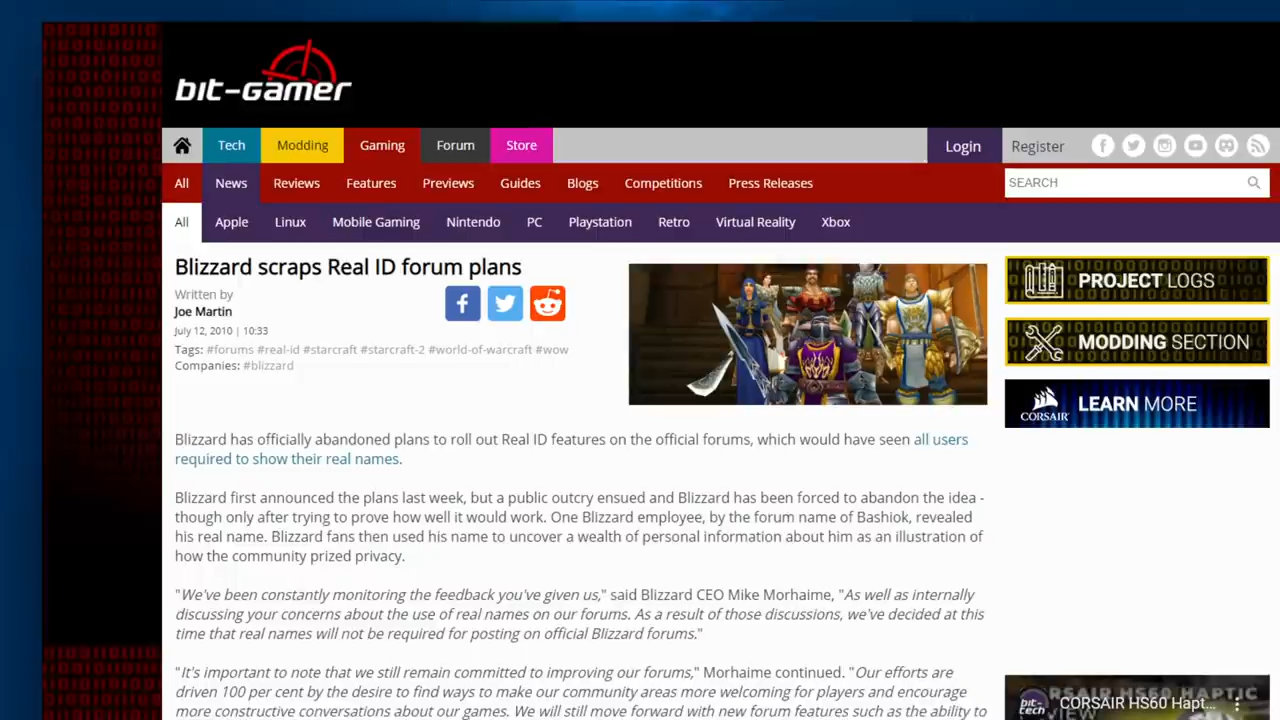 bit-gamer
Tech Modding Gaming Forum Store Login Register
All News Reviews Features Previews Guides Blogs Competitions Press Releases SEARCH
All Apple Linux Mobile Gaming Nintendo PC Playstation Retro Virtual Reality Xbox
Blizzard scraps Real ID forum plans
Written by
Joe Martin
July 12, 2010 | 10:33
Tags: #forums #real-id #starcraft #starcraft-2 #world-of-warcraft #wow
Companies: #blizzard
PROJECT LOGS
MODDING SECTION
CORSAIR LEARN MORE
Blizzard has officially abandoned plans to roll out Real ID features on the official forums, which would have seen all users
required to show their real names.
Blizzard first announced the plans last week, but a public outcry ensued and Blizzard has been forced to abandon the idea -
though only after trying to prove how well it would work. One Blizzard employee, by the forum name of Bashiok, revealed
his real name. Blizzard fans then used his name to uncover a wealth of personal information about him as an illustration of
how the community prized privacy.
"We've been constantly monitoring the feedback you've given us," said Blizzard CEO Mike Morhaime, "As well as internally
discussing your concerns about the use of real names on our forums. As a result of those discussions, we've decided at this
time that real names will not be required for posting on official Blizzard forums."
"It's important to note that we still remain committed to improving our forums," Morhaime continued. "Our efforts are
driven 100 per cent by the desire to find ways to make our community areas more welcoming for players and encourage
more constructive conversations about our games. We will still move forward with new forum features such as the ability to
bit-tech CORSAIR HS60 Hapt...